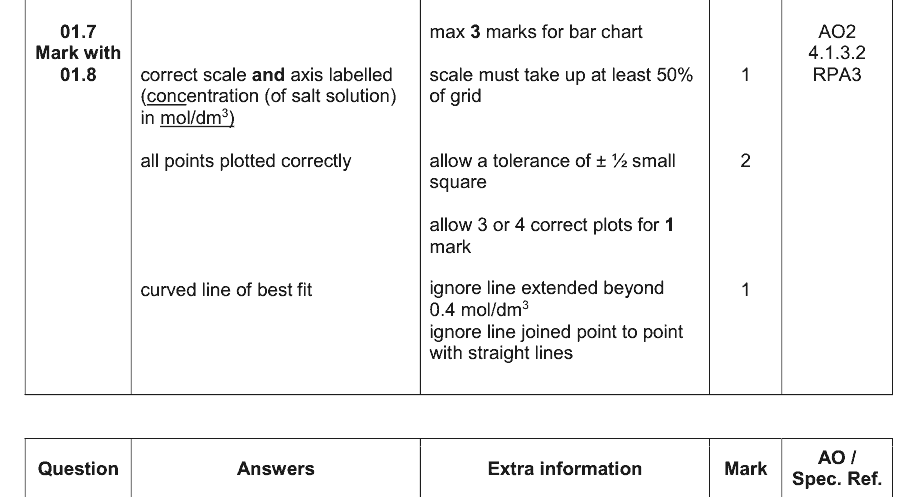 01.7
Mark with
01.8
max 3 marks for bar chart
AO2
4.1.3.2
RPA3
correct scale and axis labelled
(concentration (of salt solution)
in mol/dm³)
scale must take up at least 50%
of grid
1
all points plotted correctly
allow a tolerance of ± ½ small
square
2
allow 3 or 4 correct plots for 1
mark
curved line of best fit
ignore line extended beyond
0.4 mol/dm³
ignore line joined point to point
with straight lines
1
Question
Answers
Extra information
Mark
AO /
Spec. Ref.